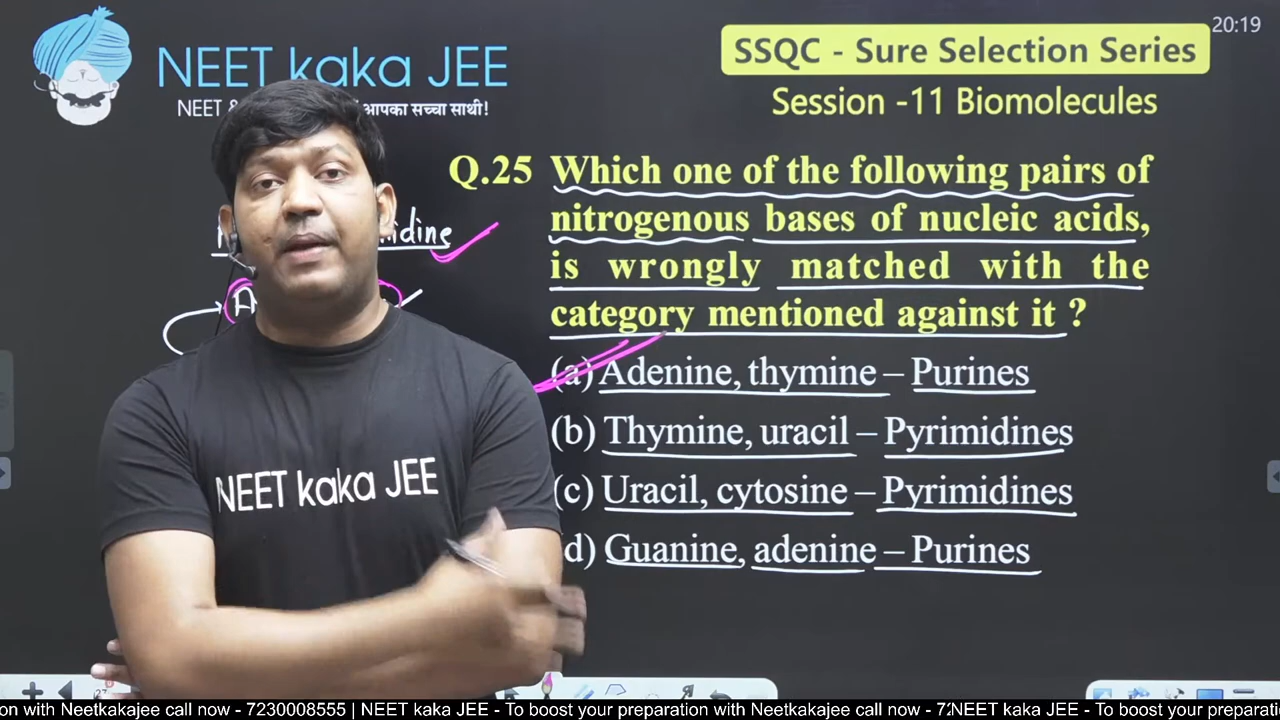 20:19
NEET kaka JEE
NEET & आपका सच्चा साथी!
SSQC - Sure Selection Series
Session -11 Biomolecules
Q.25 Which one of the following pairs of
nitrogenous bases of nucleic acids,
is wrongly matched with the
category mentioned against it ?
(a) Adenine, thymine – Purines
(b) Thymine, uracil – Pyrimidines
(c) Uracil, cytosine – Pyrimidines
d) Guanine, adenine – Purines
idine
A
NEET kaka JEE
27
on with Neetkakajee call now - 7230008555 | NEET kaka JEE - To boost your preparation with Neetkakajee call now - 72NEET kaka JEE - To boost your preparati